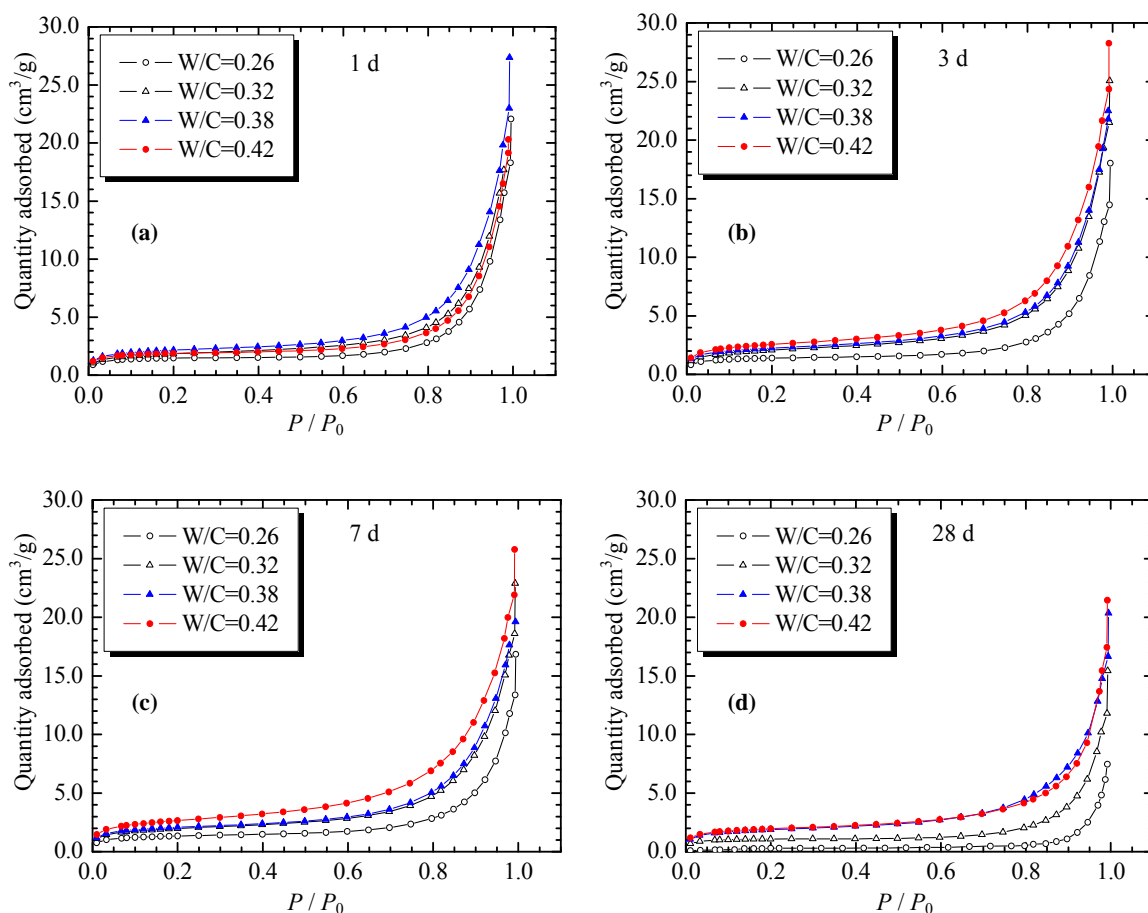 Quantity adsorbed (cm³/g)
30.0
25.0
20.0
15.0
10.0
5.0
0.0
W/C=0.26
W/C=0.32
W/C=0.38
W/C=0.42
1 d
(a)
0.0 0.2 0.4 0.6 0.8 1.0
P / P₀
Quantity adsorbed (cm³/g)
30.0
25.0
20.0
15.0
10.0
5.0
0.0
W/C=0.26
W/C=0.32
W/C=0.38
W/C=0.42
3 d
(b)
0.0 0.2 0.4 0.6 0.8 1.0
P / P₀
Quantity adsorbed (cm³/g)
30.0
25.0
20.0
15.0
10.0
5.0
0.0
W/C=0.26
W/C=0.32
W/C=0.38
W/C=0.42
7 d
(c)
0.0 0.2 0.4 0.6 0.8 1.0
P / P₀
Quantity adsorbed (cm³/g)
30.0
25.0
20.0
15.0
10.0
5.0
0.0
W/C=0.26
W/C=0.32
W/C=0.38
W/C=0.42
28 d
(d)
0.0 0.2 0.4 0.6 0.8 1.0
P / P₀